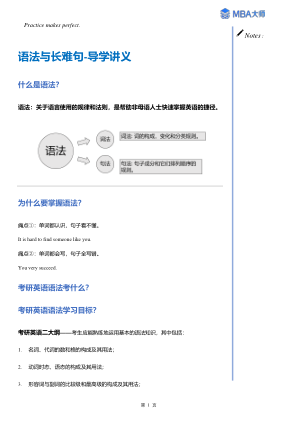 Practice makes perfect.
MBA大师
Notes :
语法与长难句-导学讲义
什么是语法?
语法：关于语言使用的规律和法则，是帮助非母语人士快速掌握英语的捷径。
语法
词法
词法: 词的构成、变化和分类规则。
句法
句法: 句子成分和它们排列顺序的
规则。
为什么要掌握语法?
痛点①：单词都认识，句子看不懂。
It is hard to find someone like you.
痛点②：单词都会写，句子全写错。
You very succeed.
考研英语语法考什么?
考研英语语法学习目标?
考研英语二大纲——考生应能熟练地运用基本的语法知识，其中包括：
1. 名词、代词的数和格的构成及其用法；
2. 动词时态、语态的构成及其用法；
3. 形容词与副词的比较级和最高级的构成及其用法；
第 1 页